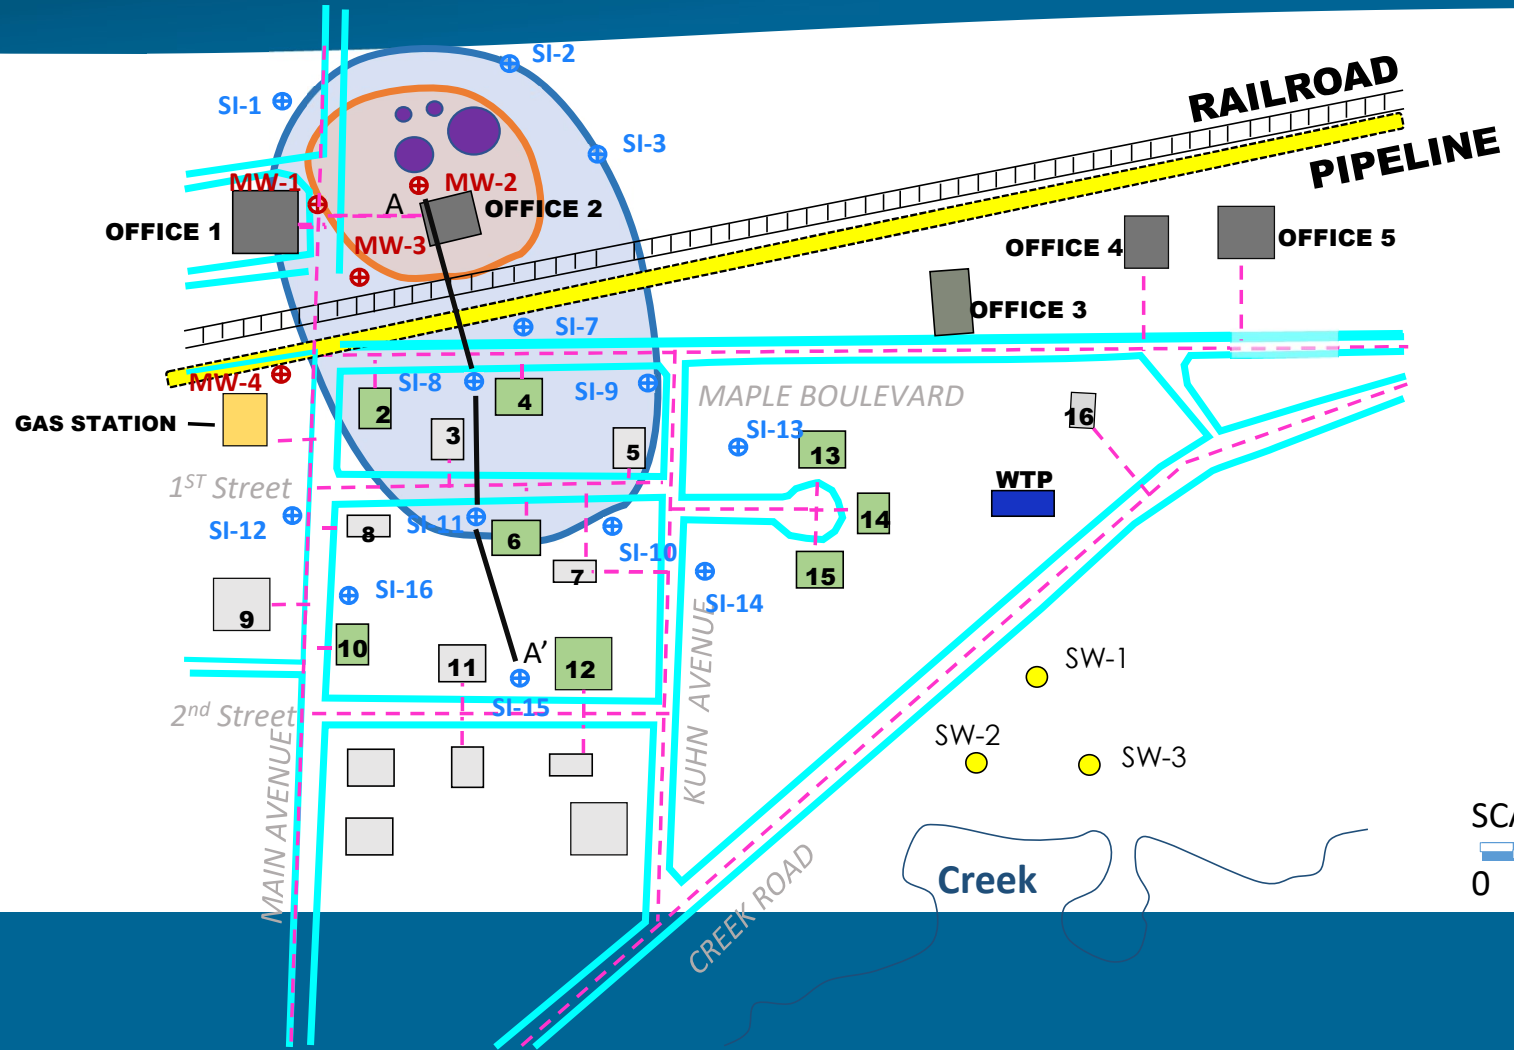 SI-2
RAILROAD
SI-1
SI-3
PIPELINE
MW-1
MW-2
A
OFFICE 2
OFFICE 1
MW-3
OFFICE 4
OFFICE 5
OFFICE 3
SI-7
MW-4
SI-8
SI-9
MAPLE BOULEVARD
2
4
16
GAS STATION
3
5
SI-13
13
1ST Street
WTP
SI-12
8
SI-11
6
SI-10
14
7
15
SI-16
SI-14
9
10
11
A’
12
SW-1
2nd Street
SI-15
MAIN AVENUE
KUHN AVENUE
SW-2
SW-3
CREEK ROAD
Creek
SCA
0